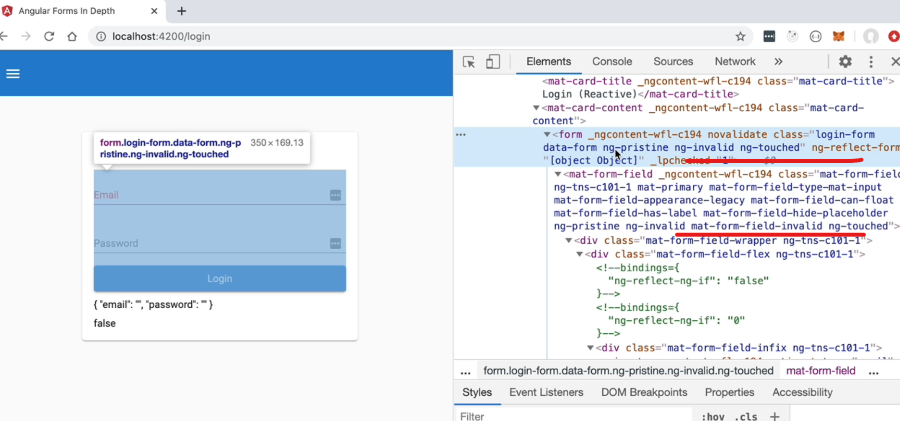 Angular Forms In Depth
localhost:4200/login
Elements Console Sources Network »
form.login-form.data-form.ng-p
ristine.ng-invalid.ng-touched
350 × 169.13
Email
Password
Login
{ "email": "", "password": "" }
false
<mat-card-title _ngcontent-wfl-c194 class="mat-card-title">
Login (Reactive)</mat-card-title>
▼<mat-card-content _ngcontent-wfl-c194 class="mat-card-
content">
… ▼<form _ngcontent-wfl-c194 novalidate class="login-form
data-form ng-pristine ng-invalid ng-touched" ng-reflect-form
"[object Object]" _lpchecked="1"
▼<mat-form-field _ngcontent-wfl-c194 class="mat-form-field
ng-tns-c101-1 mat-primary mat-form-field-type-mat-input
mat-form-field-appearance-legacy mat-form-field-can-float
mat-form-field-has-label mat-form-field-hide-placeholder
ng-pristine ng-invalid mat-form-field-invalid ng-touched">
▼<div class="mat-form-field-wrapper ng-tns-c101-1">
▼<div class="mat-form-field-flex ng-tns-c101-1">
<!--bindings={
"ng-reflect-ng-if": "false"
}-->
<!--bindings={
"ng-reflect-ng-if": "0"
}-->
▼<div class="mat-form-field-infix ng-tns-c101-1">
… form.login-form.data-form.ng-pristine.ng-invalid.ng-touched mat-form-field …
Styles Event Listeners DOM Breakpoints Properties Accessibility
Filter :hov .cls +